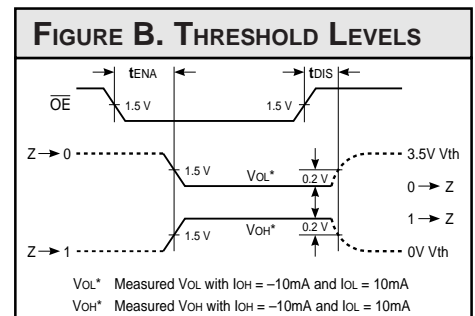 FIGURE B. THRESHOLD LEVELS
tENA tDIS
OE 1.5 V 1.5 V
Z → 0 3.5V Vth
1.5 V VOL* 0.2 V
0 → Z
1 → Z
1.5 V VOH* 0.2 V
Z → 1 0V Vth
VOL* Measured VOL with IOH = –10mA and IOL = 10mA
VOH* Measured VOH with IOH = –10mA and IOL = 10mA